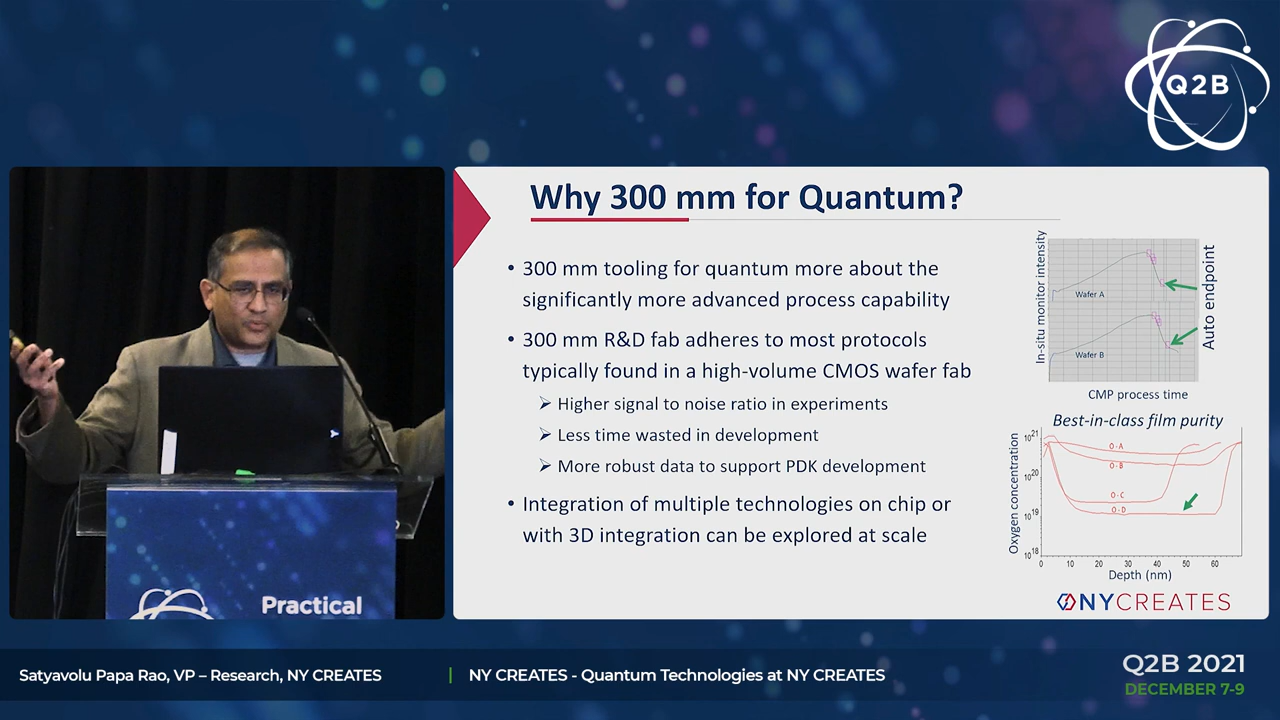 Q2B
Why 300 mm for Quantum?
• 300 mm tooling for quantum more about the
significantly more advanced process capability
• 300 mm R&D fab adheres to most protocols
typically found in a high-volume CMOS wafer fab
➢ Higher signal to noise ratio in experiments
➢ Less time wasted in development
➢ More robust data to support PDK development
• Integration of multiple technologies on chip or
with 3D integration can be explored at scale
In-situ monitor intensity
Wafer A
Wafer B
Auto endpoint
CMP process time
Best-in-class film purity
Oxygen concentration
10²¹
10²⁰
10¹⁹
10¹⁸
O-A
O-B
O-C
O-D
0 10 20 30 40 50 60
Depth (nm)
NYCREATES
Practical
Satyavolu Papa Rao, VP – Research, NY CREATES | NY CREATES - Quantum Technologies at NY CREATES
Q2B 2021
DECEMBER 7-9